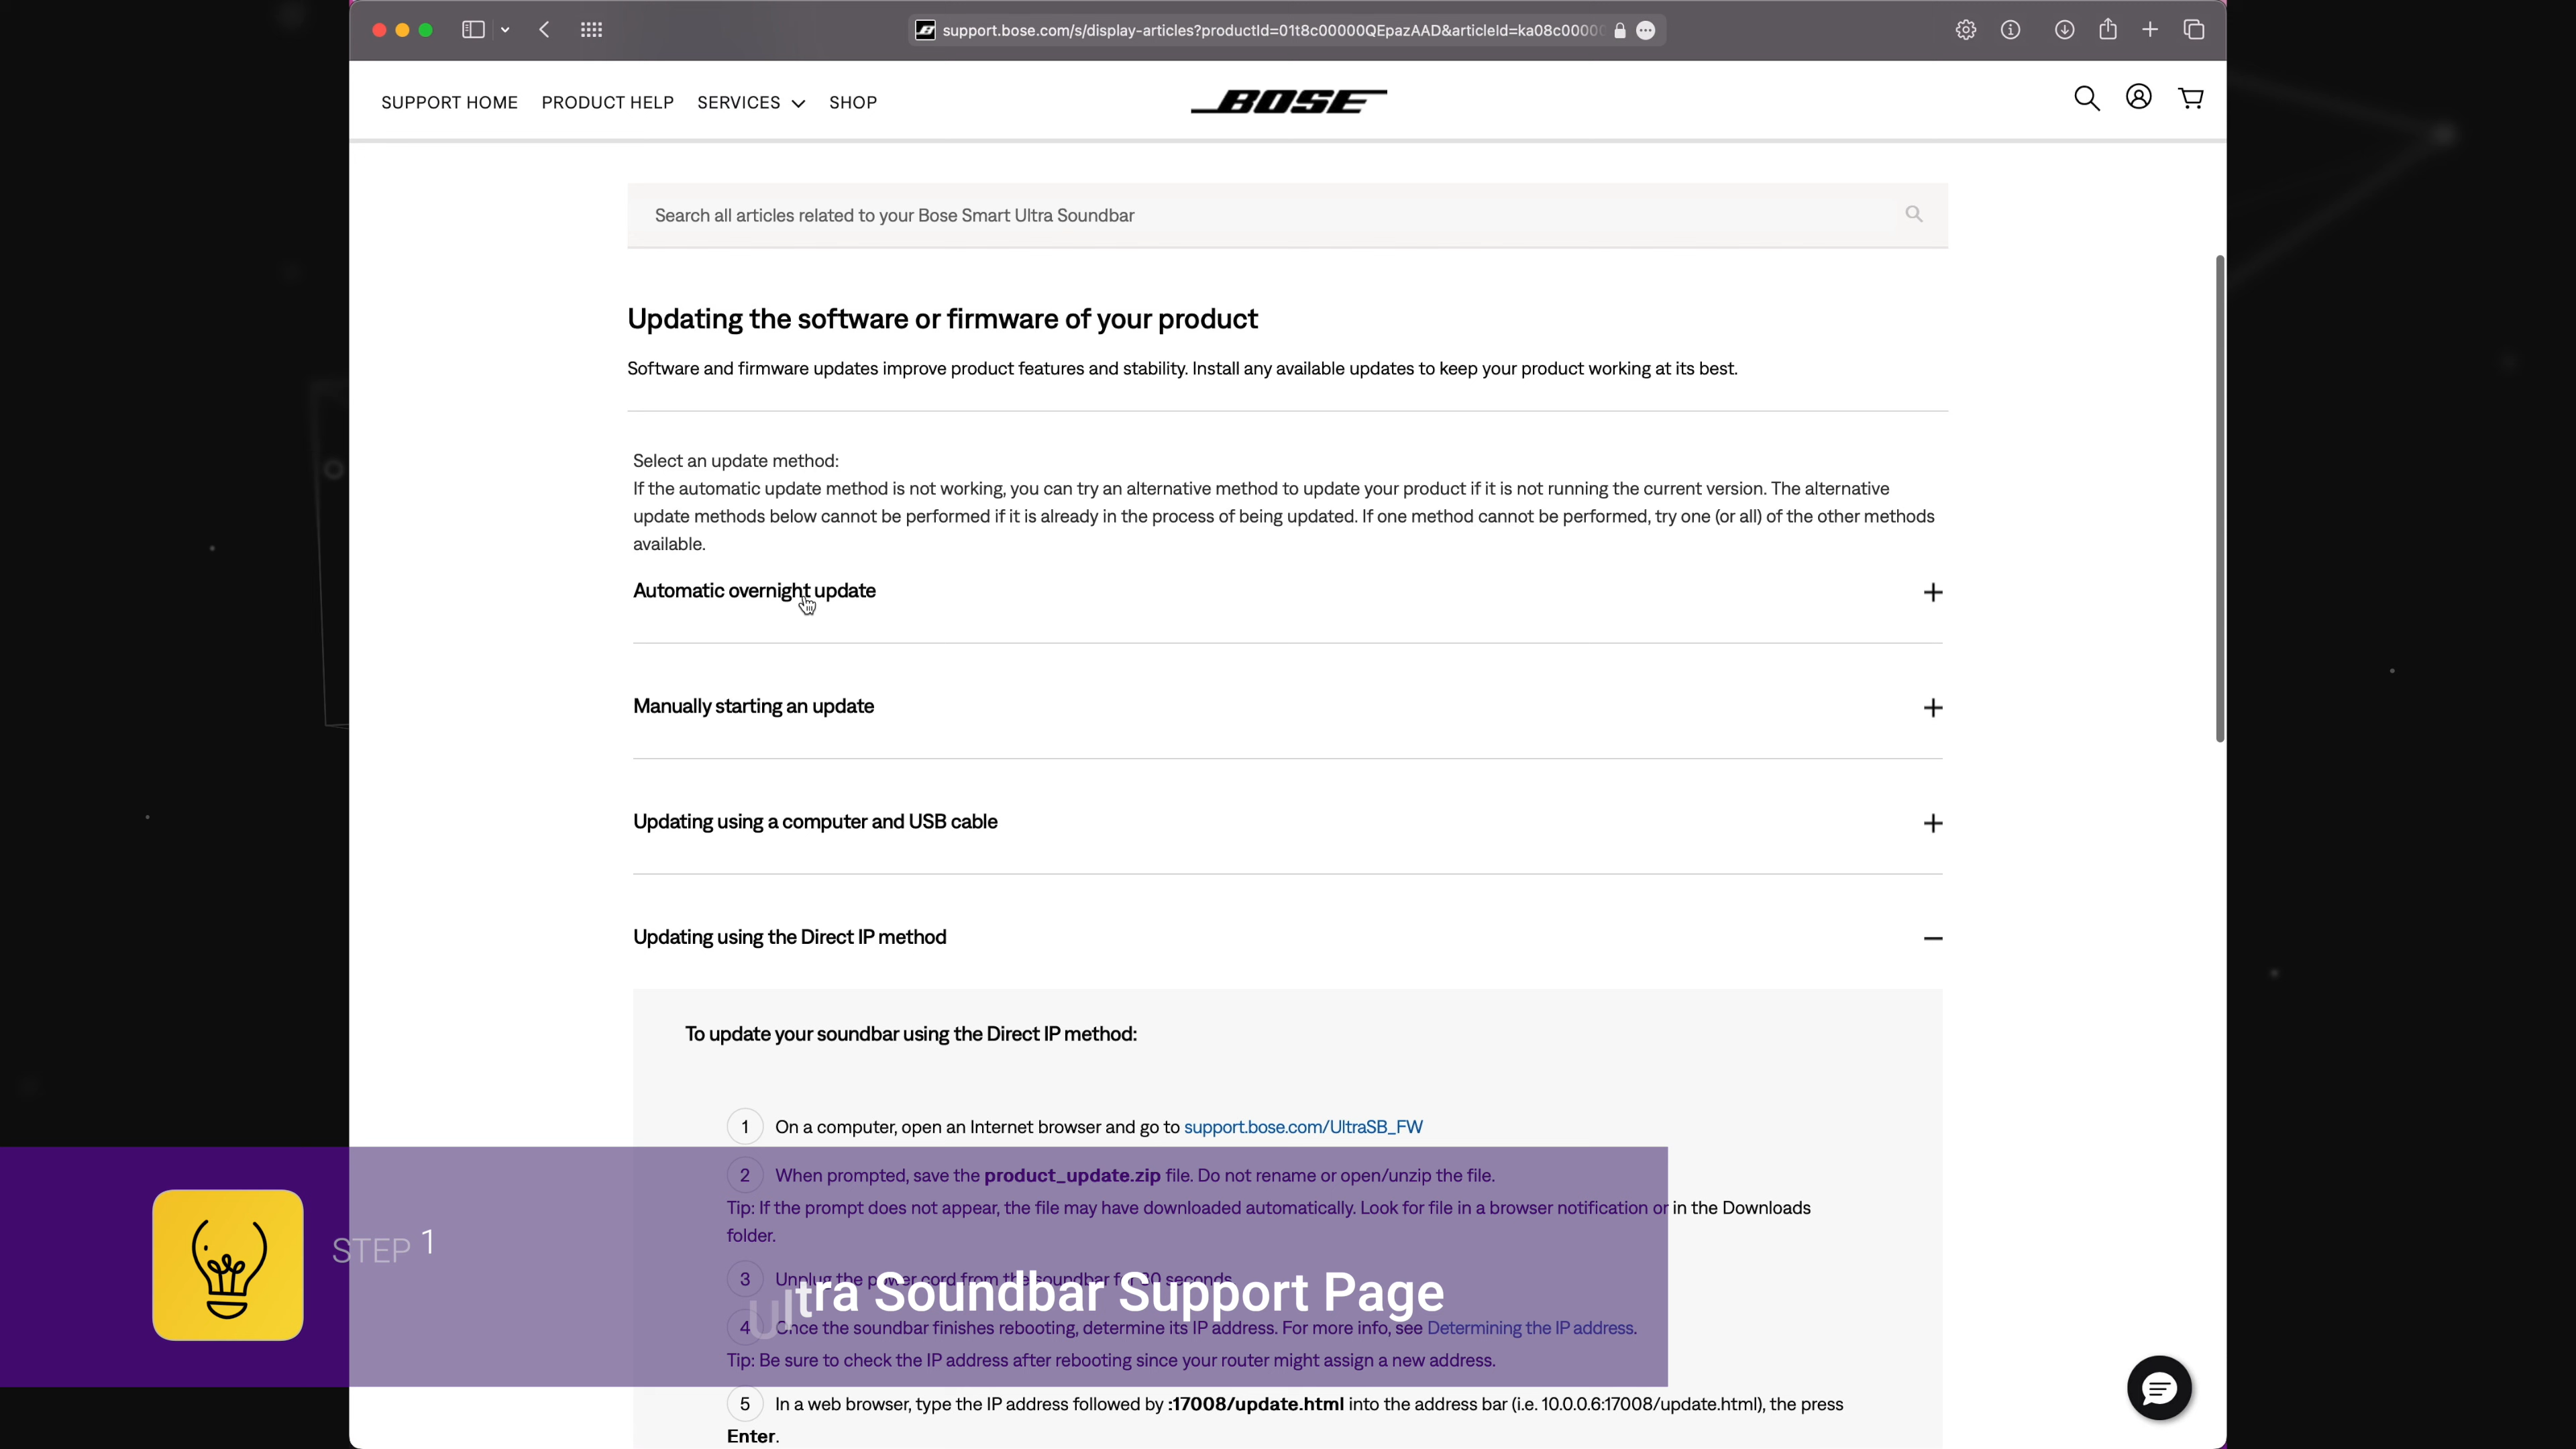 support.bose.com/s/display-articles?productId=01t8c00000QEpazAAD&articleId=ka08c0000
SUPPORT HOME PRODUCT HELP SERVICES SHOP
BOSE
Search all articles related to your Bose Smart Ultra Soundbar
Updating the software or firmware of your product
Software and firmware updates improve product features and stability. Install any available updates to keep your product working at its best.
Select an update method:
If the automatic update method is not working, you can try an alternative method to update your product if it is not running the current version. The alternative
update methods below cannot be performed if it is already in the process of being updated. If one method cannot be performed, try one (or all) of the other methods
available.
Automatic overnight update
Manually starting an update
Updating using a computer and USB cable
Updating using the Direct IP method
To update your soundbar using the Direct IP method:
1 On a computer, open an Internet browser and go to support.bose.com/UltraSB_FW
2 When prompted, save the product_update.zip file. Do not rename or open/unzip the file.
Tip: If the prompt does not appear, the file may have downloaded automatically. Look for file in a browser notification or in the Downloads
folder.
STEP 1
3 Unplug the power cord from the soundbar for 30 seconds.
Ultra Soundbar Support Page
4 Once the soundbar finishes rebooting, determine its IP address. For more info, see Determining the IP address.
Tip: Be sure to check the IP address after rebooting since your router might assign a new address.
5 In a web browser, type the IP address followed by :17008/update.html into the address bar (i.e. 10.0.0.6:17008/update.html), the press
Enter.